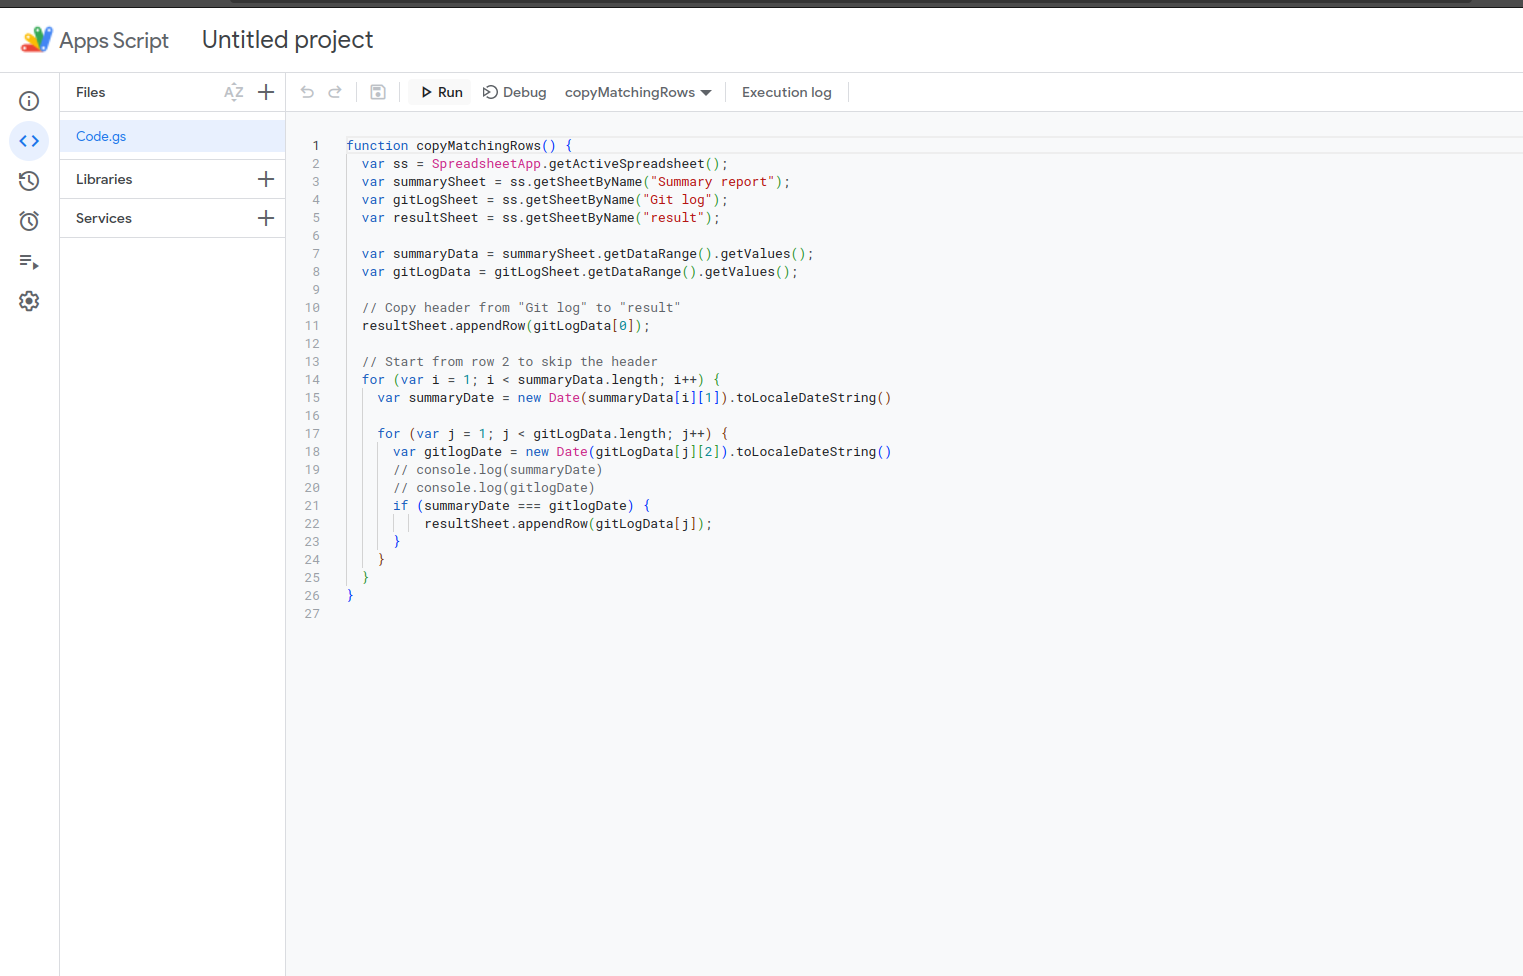 Apps Script Untitled project
Files AZ
Run Debug copyMatchingRows Execution log
Code.gs
Libraries
Services
1 function copyMatchingRows() {
2 var ss = SpreadsheetApp.getActiveSpreadsheet();
3 var summarySheet = ss.getSheetByName("Summary report");
4 var gitLogSheet = ss.getSheetByName("Git log");
5 var resultSheet = ss.getSheetByName("result");
6
7 var summaryData = summarySheet.getDataRange().getValues();
8 var gitLogData = gitLogSheet.getDataRange().getValues();
9
10 // Copy header from "Git log" to "result"
11 resultSheet.appendRow(gitLogData[0]);
12
13 // Start from row 2 to skip the header
14 for (var i = 1; i < summaryData.length; i++) {
15 var summaryDate = new Date(summaryData[i][1]).toLocaleDateString()
16
17 for (var j = 1; j < gitLogData.length; j++) {
18 var gitlogDate = new Date(gitLogData[j][2]).toLocaleDateString()
19 // console.log(summaryDate)
20 // console.log(gitlogDate)
21 if (summaryDate === gitlogDate) {
22 resultSheet.appendRow(gitLogData[j]);
23 }
24 }
25 }
26 }
27